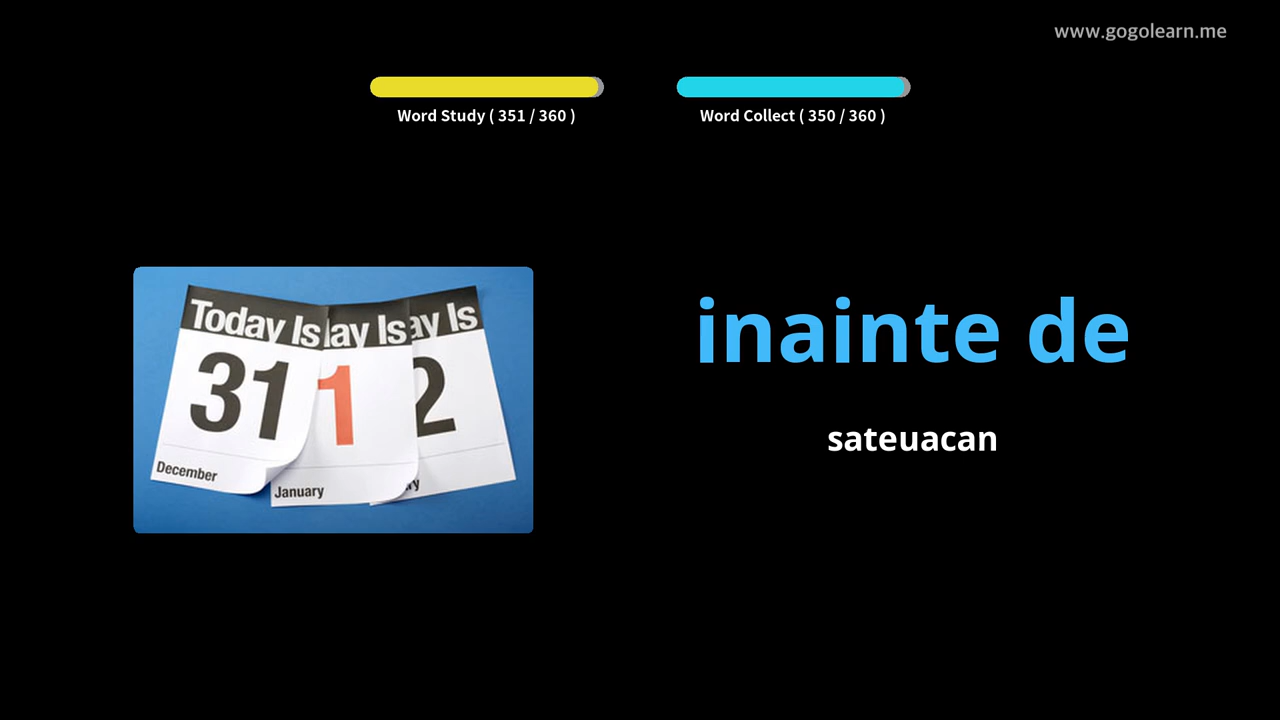 www.gogolearn.me
Word Study ( 351 / 360 )
Word Collect ( 350 / 360 )
Today Is
ay Is
ay Is
31
1
2
December
January
ry
inainte de
sateuacan